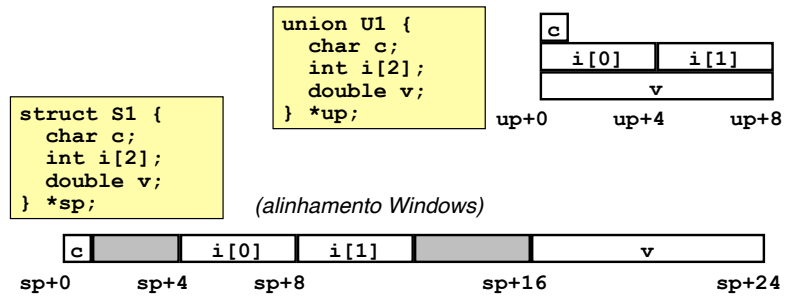 union U1 {
  char c;
  int i[2];
  double v;
} *up;
c
i[0] i[1]
v
up+0 up+4 up+8
struct S1 {
  char c;
  int i[2];
  double v;
} *sp;
(alinhamento Windows)
c i[0] i[1] v
sp+0 sp+4 sp+8 sp+16 sp+24